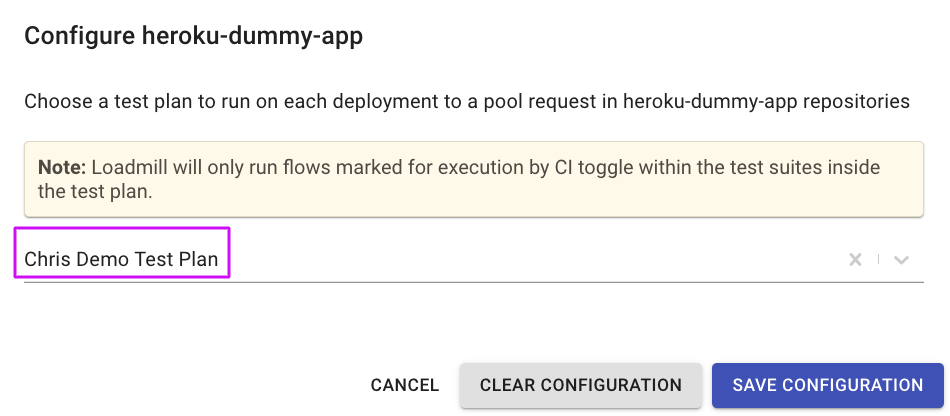 Configure heroku-dummy-app
Choose a test plan to run on each deployment to a pool request in heroku-dummy-app repositories
Note: Loadmill will only run flows marked for execution by CI toggle within the test suites inside
the test plan.
Chris Demo Test Plan
CANCEL
CLEAR CONFIGURATION
SAVE CONFIGURATION